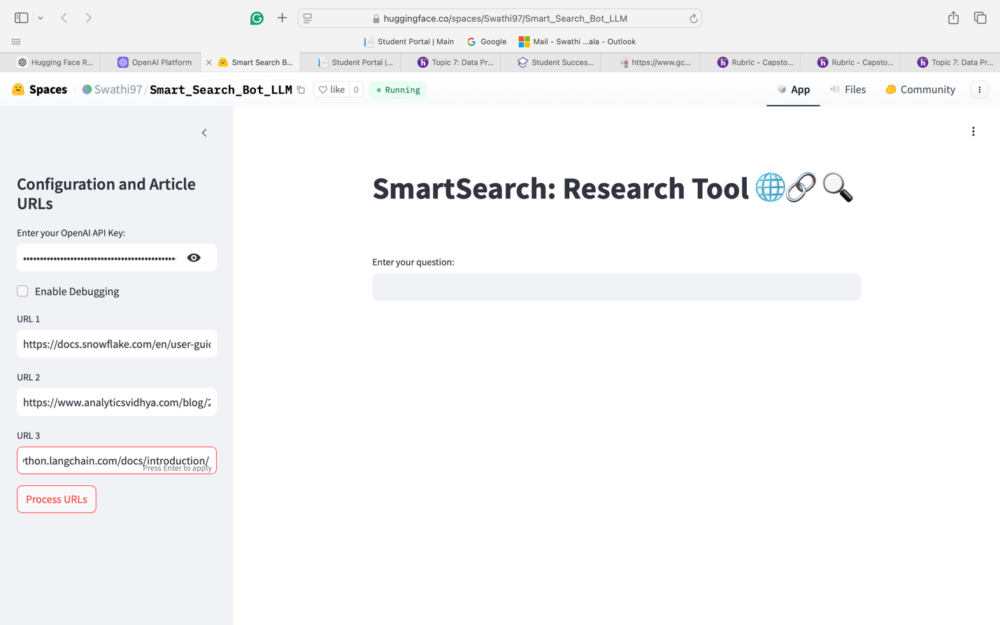 huggingface.co/spaces/Swathi97/Smart_Search_Bot_LLM
Student Portal | Main
Google
Mail - Swathi ...ala - Outlook
Hugging Face R...
OpenAI Platform
Smart Search B...
Student Portal |...
Topic 7: Data Pr...
Student Succes...
https://www.gc...
Rubric - Capsto...
Rubric - Capsto...
Topic 7: Data Pr...
Spaces
Swathi97/Smart_Search_Bot_LLM
like 0
Running
App
Files
Community
Configuration and Article
URLs
Enter your OpenAI API Key:
Enable Debugging
URL 1
https://docs.snowflake.com/en/user-guid
URL 2
https://www.analyticsvidhya.com/blog/2
URL 3
ython.langchain.com/docs/introduction/
Press Enter to apply
Process URLs
SmartSearch: Research Tool
Enter your question: